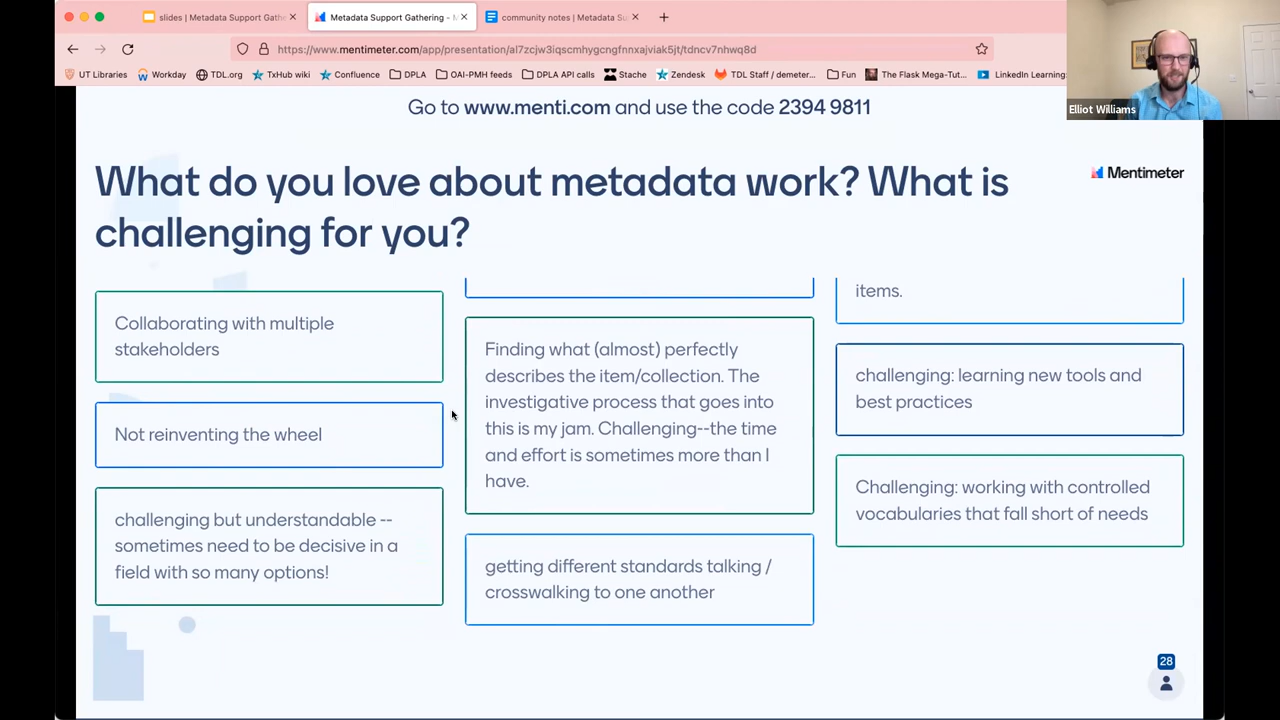 slides | Metadata Support Gathe
Metadata Support Gathering - M
community notes | Metadata Su
https://www.mentimeter.com/app/presentation/al7zcjw3iqscmhygcngfnnxajviak5jt/tdncv7nhwq8d
UT Libraries
Workday
TDL.org
TxHub wiki
Confluence
DPLA
OAI-PMH feeds
DPLA API calls
Stache
Zendesk
TDL Staff / demeter...
Fun
The Flask Mega-Tut...
LinkedIn Learning:
Elliot Williams
Go to www.menti.com and use the code 2394 9811
What do you love about metadata work? What is
challenging for you?
Mentimeter
Collaborating with multiple
stakeholders
Not reinventing the wheel
challenging but understandable --
sometimes need to be decisive in a
field with so many options!
Finding what (almost) perfectly
describes the item/collection. The
investigative process that goes into
this is my jam. Challenging--the time
and effort is sometimes more than I
have.
getting different standards talking /
crosswalking to one another
items.
challenging: learning new tools and
best practices
Challenging: working with controlled
vocabularies that fall short of needs
28